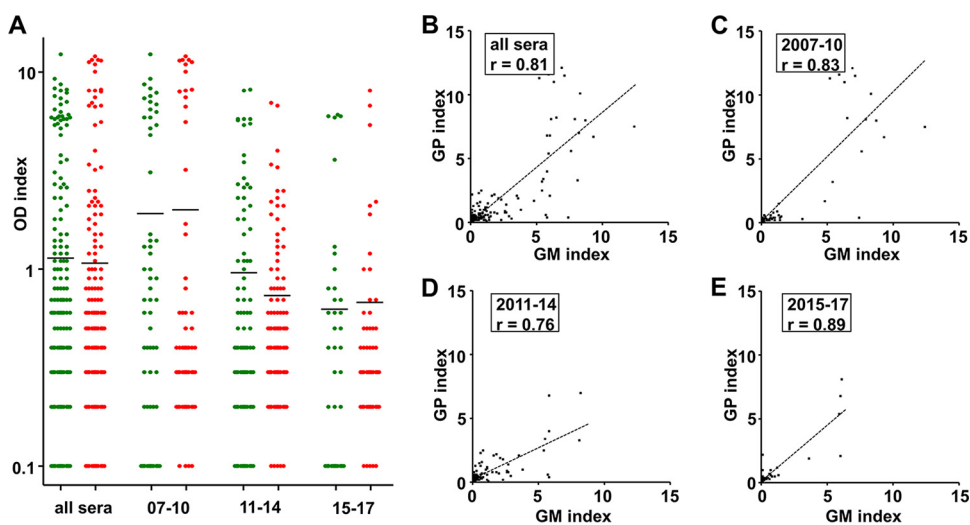 A
OD index
10
1
0.1
all sera 07-10 11-14 15-17
B
all sera
r = 0.81
GP index
15
10
5
0
0 5 10 15
GM index
C
2007-10
r = 0.83
GP index
15
10
5
0
0 5 10 15
GM index
D
2011-14
r = 0.76
GP index
15
10
5
0
0 5 10 15
GM index
E
2015-17
r = 0.89
GP index
15
10
5
0
0 5 10 15
GM index